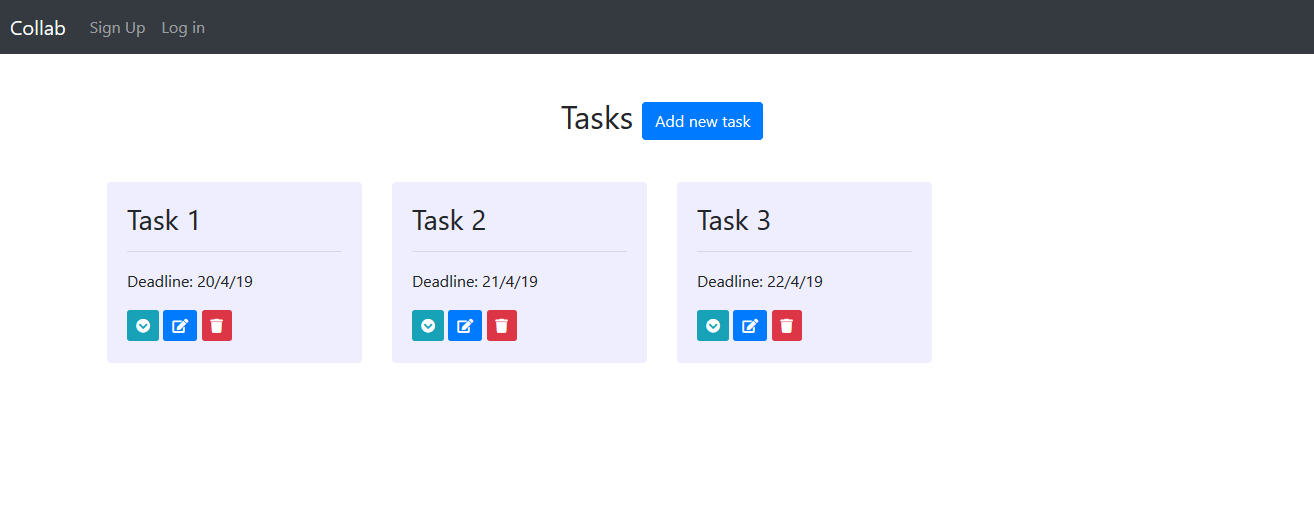 Collab Sign Up Log in
Tasks Add new task
Task 1
Deadline: 20/4/19
Task 2
Deadline: 21/4/19
Task 3
Deadline: 22/4/19